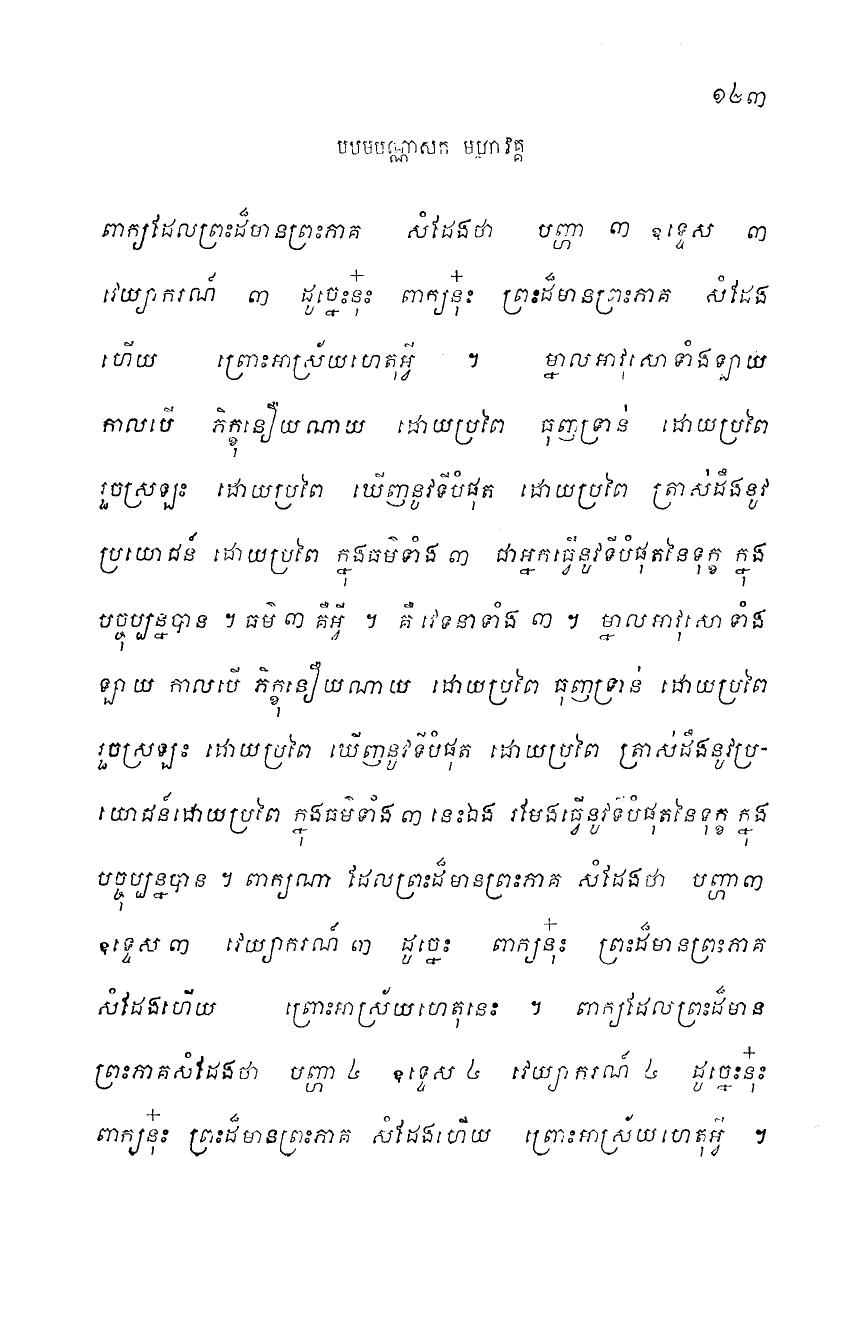 ១៤៣
បឋមបណ្ណាសក មហាវគ្គ
ពាក្យដែលព្រះដ៏មានព្រះភាគ សំដែងថា បញ្ហា ៣ ឧទ្ទេស ៣
វេយ្យាករណ៍ ៣ ដូច្នេះនុ៎ះ ពាក្យនុ៎ះ ព្រះដ៏មានព្រះភាគ សំដែង
ហើយ ព្រោះអាស្រ័យហេតុអ្វី ។ ម្នាលអាវុសោទាំងឡាយ
កាលបើ ភិក្ខុនឿយណាយ ដោយប្រពៃ ធុញទ្រាន់ ដោយប្រពៃ
រួចស្រឡះ ដោយប្រពៃ ឃើញនូវទីបំផុត ដោយប្រពៃ ត្រាស់ដឹងនូវ
ប្រយោជន៍ ដោយប្រពៃ ក្នុងធម៌ទាំង ៣ ជាអ្នកធ្វើនូវទីបំផុតនៃទុក្ខ ក្នុង
បច្ចុប្បន្នបាន ។ ធម៌ ៣ គឺអ្វី ។ គឺ វេទនាទាំង ៣ ។ ម្នាលអាវុសោទាំង
ឡាយ កាលបើ ភិក្ខុនឿយណាយ ដោយប្រពៃ ធុញទ្រាន់ ដោយប្រពៃ
រួចស្រឡះ ដោយប្រពៃ ឃើញនូវទីបំផុត ដោយប្រពៃ ត្រាស់ដឹងនូវប្រ-
យោជន៍ដោយប្រពៃ ក្នុងធម៌ទាំង ៣ នេះឯង រមែងធ្វើនូវទីបំផុតនៃទុក្ខ ក្នុង
បច្ចុប្បន្នបាន ។ ពាក្យណា ដែលព្រះដ៏មានព្រះភាគ សំដែងថា បញ្ហា ៣
ឧទ្ទេស ៣ វេយ្យាករណ៍ ៣ ដូច្នេះ ពាក្យនុ៎ះ ព្រះដ៏មានព្រះភាគ
សំដែងហើយ ព្រោះអាស្រ័យហេតុនេះ ។ ពាក្យដែលព្រះដ៏មាន
ព្រះភាគសំដែងថា បញ្ហា ៤ ឧទ្ទេស ៤ វេយ្យាករណ៍ ៤ ដូច្នេះនុ៎ះ
ពាក្យនុ៎ះ ព្រះដ៏មានព្រះភាគ សំដែងហើយ ព្រោះអាស្រ័យហេតុអ្វី ។